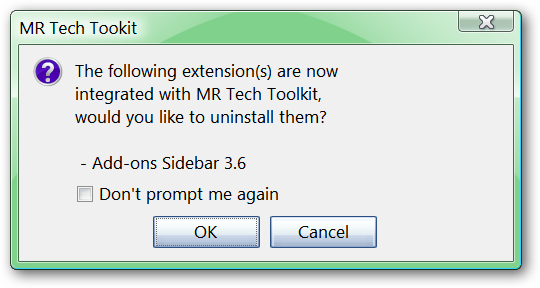 MR Tech Tookit
The following extension(s) are now
integrated with MR Tech Toolkit,
would you like to uninstall them?
- Add-ons Sidebar 3.6
Don't prompt me again
OK
Cancel